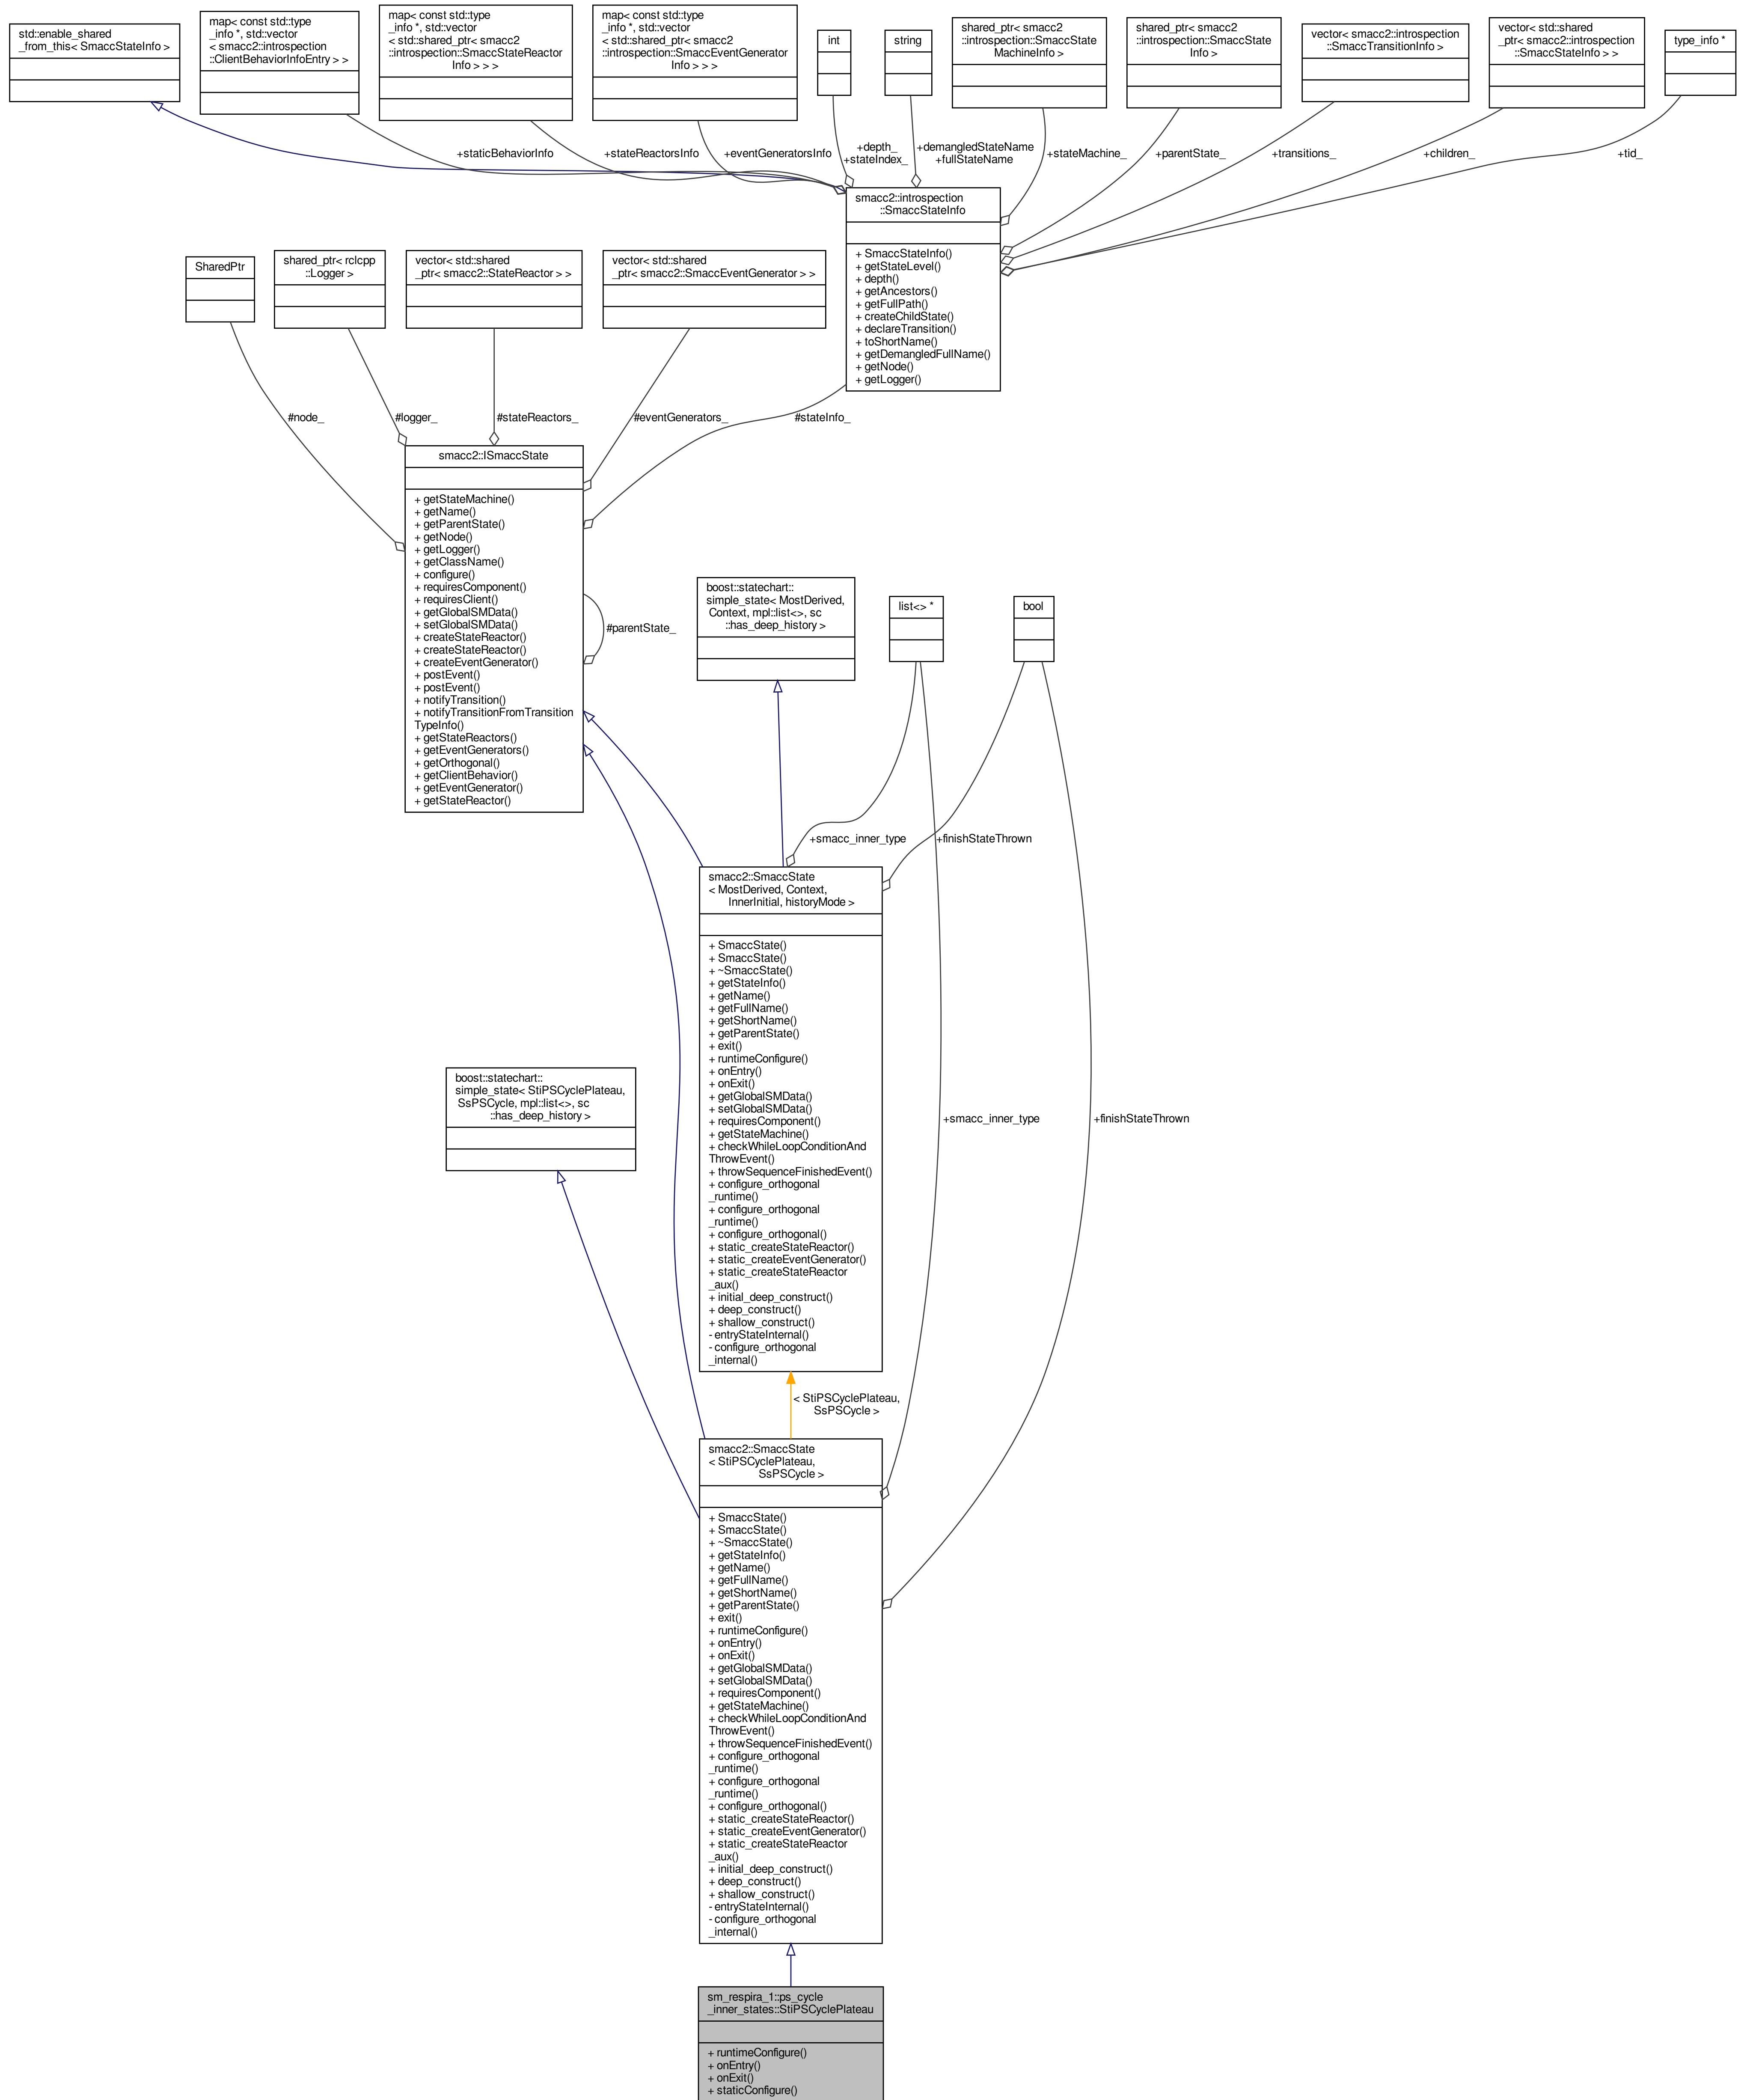 std::enable_shared
_from_this< SmaccStateInfo >
map< const std::type
_info *, std::vector
< smacc2::introspection
::ClientBehaviorInfoEntry > >
map< const std::type
_info *, std::vector
< std::shared_ptr< smacc2
::introspection::SmaccStateReactor
Info > > >
map< const std::type
_info *, std::vector
< std::shared_ptr< smacc2
::introspection::SmaccEventGenerator
Info > > >
int
string
shared_ptr< smacc2
::introspection::SmaccState
MachineInfo >
shared_ptr< smacc2
::introspection::SmaccState
Info >
vector< smacc2::introspection
::SmaccTransitionInfo >
vector< std::shared
_ptr< smacc2::introspection
::SmaccStateInfo > >
type_info *
+staticBehaviorInfo
+stateReactorsInfo
+eventGeneratorsInfo
+depth_
+stateIndex_
+demangledStateName
+fullStateName
+stateMachine_
+parentState_
+transitions_
+children_
+tid_
smacc2::introspection
::SmaccStateInfo
+ SmaccStateInfo()
+ getStateLevel()
+ depth()
+ getAncestors()
+ getFullPath()
+ createChildState()
+ declareTransition()
+ toShortName()
+ getDemangledFullName()
+ getNode()
+ getLogger()
SharedPtr
shared_ptr< rclcpp
::Logger >
vector< std::shared
_ptr< smacc2::StateReactor > >
vector< std::shared
_ptr< smacc2::SmaccEventGenerator > >
#node_
#logger_
#stateReactors_
#eventGenerators_
#stateInfo_
smacc2::ISmaccState
+ getStateMachine()
+ getName()
+ getParentState()
+ getNode()
+ getLogger()
+ getClassName()
+ configure()
+ requiresComponent()
+ requiresClient()
+ getGlobalSMData()
+ setGlobalSMData()
+ createStateReactor()
+ createStateReactor()
+ createEventGenerator()
+ postEvent()
+ postEvent()
+ notifyTransition()
+ notifyTransitionFromTransition
TypeInfo()
+ getStateReactors()
+ getEventGenerators()
+ getOrthogonal()
+ getClientBehavior()
+ getEventGenerator()
+ getStateReactor()
#parentState_
boost::statechart::
simple_state< MostDerived,
Context, mpl::list<>, sc
::has_deep_history >
list<> *
bool
+smacc_inner_type
+finishStateThrown
smacc2::SmaccState
< MostDerived, Context,
InnerInitial, historyMode >
+ SmaccState()
+ SmaccState()
+ ~SmaccState()
+ getStateInfo()
+ getName()
+ getFullName()
+ getShortName()
+ getParentState()
+ exit()
+ runtimeConfigure()
+ onEntry()
+ onExit()
+ getGlobalSMData()
+ setGlobalSMData()
+ requiresComponent()
+ getStateMachine()
+ checkWhileLoopConditionAnd
ThrowEvent()
+ throwSequenceFinishedEvent()
+ configure_orthogonal
_runtime()
+ configure_orthogonal
_runtime()
+ configure_orthogonal()
+ static_createStateReactor()
+ static_createEventGenerator()
+ static_createStateReactor
_aux()
+ initial_deep_construct()
+ deep_construct()
+ shallow_construct()
- entryStateInternal()
- configure_orthogonal
_internal()
boost::statechart::
simple_state< StiPSCyclePlateau,
SsPSCycle, mpl::list<>, sc
::has_deep_history >
+smacc_inner_type
+finishStateThrown
< StiPSCyclePlateau,
SsPSCycle >
smacc2::SmaccState
< StiPSCyclePlateau,
SsPSCycle >
+ SmaccState()
+ SmaccState()
+ ~SmaccState()
+ getStateInfo()
+ getName()
+ getFullName()
+ getShortName()
+ getParentState()
+ exit()
+ runtimeConfigure()
+ onEntry()
+ onExit()
+ getGlobalSMData()
+ setGlobalSMData()
+ requiresComponent()
+ getStateMachine()
+ checkWhileLoopConditionAnd
ThrowEvent()
+ throwSequenceFinishedEvent()
+ configure_orthogonal
_runtime()
+ configure_orthogonal
_runtime()
+ configure_orthogonal()
+ static_createStateReactor()
+ static_createEventGenerator()
+ static_createStateReactor
_aux()
+ initial_deep_construct()
+ deep_construct()
+ shallow_construct()
- entryStateInternal()
- configure_orthogonal
_internal()
sm_respira_1::ps_cycle
_inner_states::StiPSCyclePlateau
+ runtimeConfigure()
+ onEntry()
+ onExit()
+ staticConfigure()